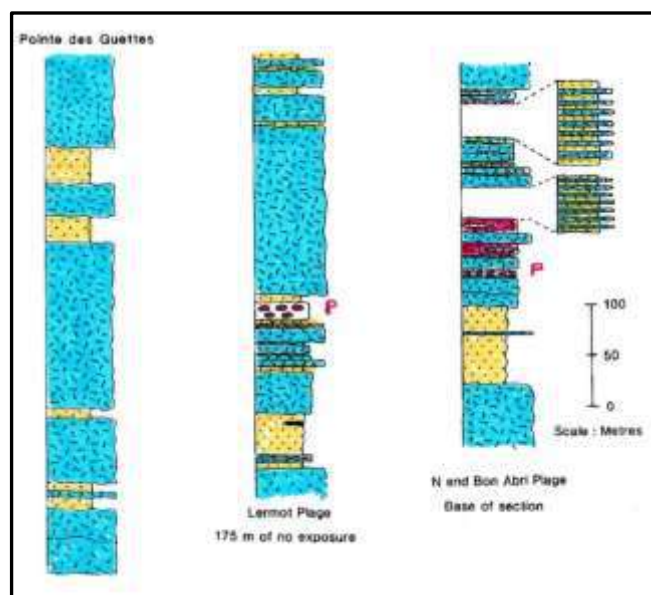 Pointe des Guettes
P
Lermot Plage
175 m of no exposure
P
100
50
0
Scale : Metres
N and Bon Abri Plage
Base of section